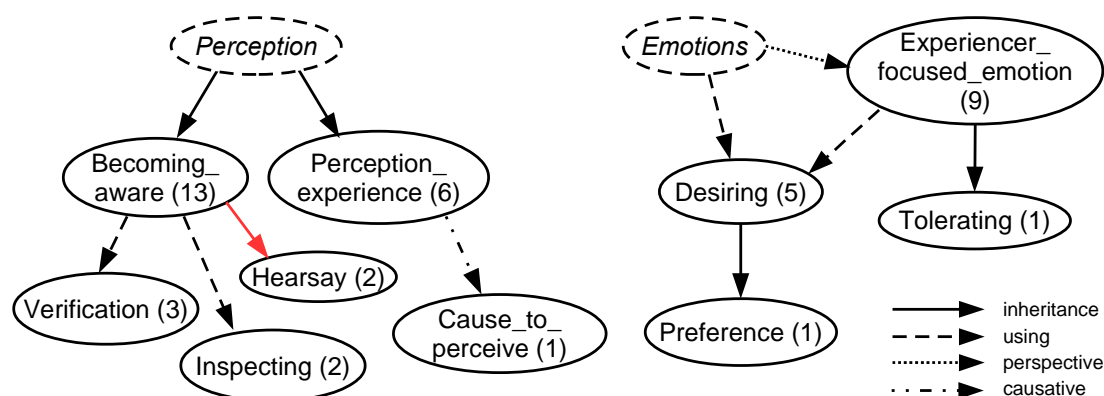 Perception
Emotions
Experiencer_
focused_emotion
(9)
Becoming_
aware (13)
Perception_
experience (6)
Desiring (5)
Tolerating (1)
Hearsay (2)
Verification (3)
Inspecting (2)
Cause_to_
perceive (1)
Preference (1)
inheritance
using
perspective
causative